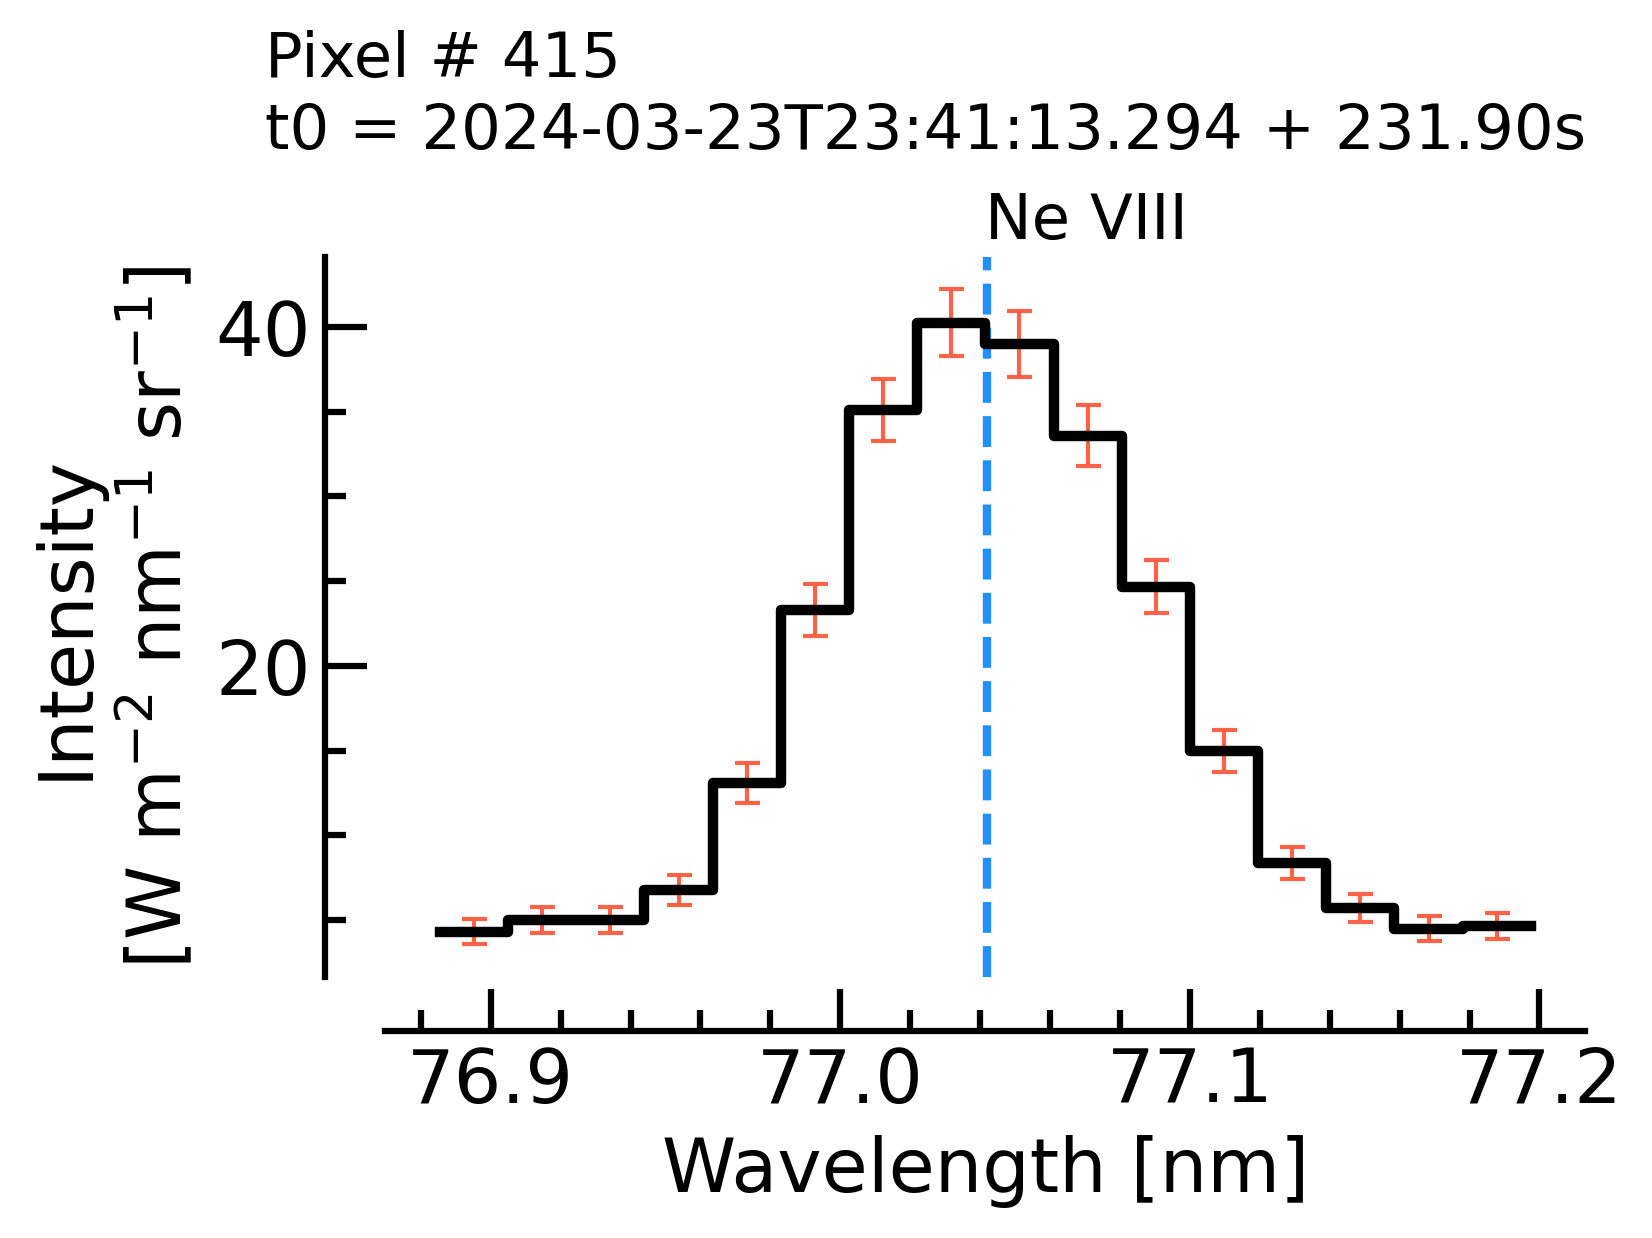 Pixel # 415
t0 = 2024-03-23T23:41:13.294 + 231.90s
Ne VIII
Intensity
[W m⁻² nm⁻¹ sr⁻¹]
40
20
76.9 77.0 77.1 77.2
Wavelength [nm]